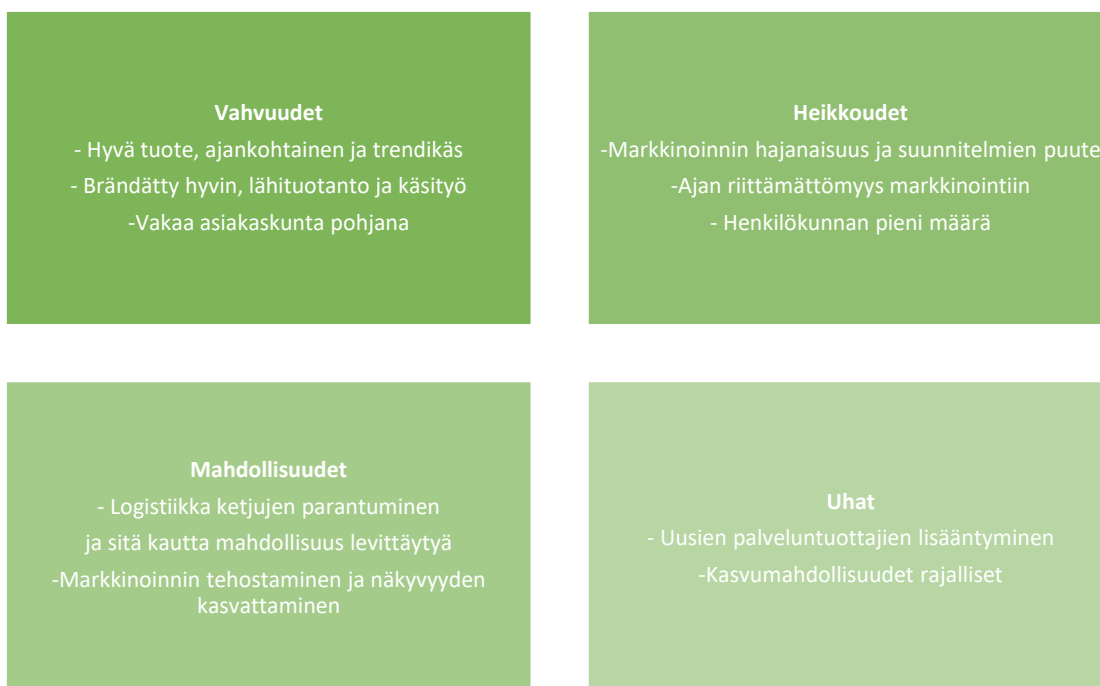 Vahvuudet
- Hyvä tuote, ajankohtainen ja trendikäs
- Brändätty hyvin, lähituotanto ja käsityö
-Vakaa asiakaskunta pohjana
Heikkoudet
-Markkinoinnin hajanaisuus ja suunnitelmien puute
-Ajan riittämättömyys markkinointiin
- Henkilökunnan pieni määrä
Mahdollisuudet
- Logistiikka ketjujen parantuminen
ja sitä kautta mahdollisuus levittäytyä
-Markkinoinnin tehostaminen ja näkyvyyden
kasvattaminen
Uhat
- Uusien palveluntuottajien lisääntyminen
-Kasvumahdollisuudet rajalliset